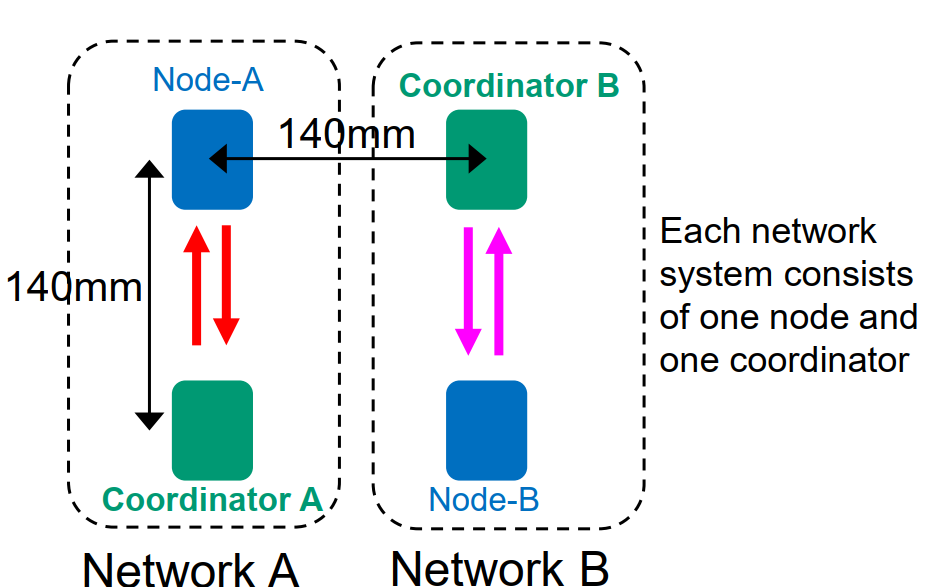 Node-A
Coordinator B
140mm
140mm
Each network
system consists
of one node and
one coordinator
Coordinator A
Node-B
Network A
Network B